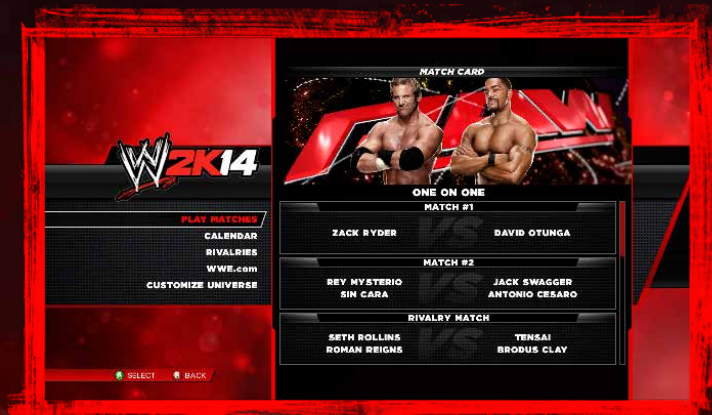 MATCH CARD
RAW
W 2K14
ONE ON ONE
MATCH #1
ZACK RYDER VS DAVID OTUNGA
MATCH #2
REY MYSTERIO VS JACK SWAGGER
SIN CARA ANTONIO CESARO
RIVALRY MATCH
SETH ROLLINS VS TENSAI
ROMAN REIGNS BRODUS CLAY
PLAY MATCHES
CALENDAR
RIVALRIES
WWE.com
CUSTOMIZE UNIVERSE
A SELECT B BACK